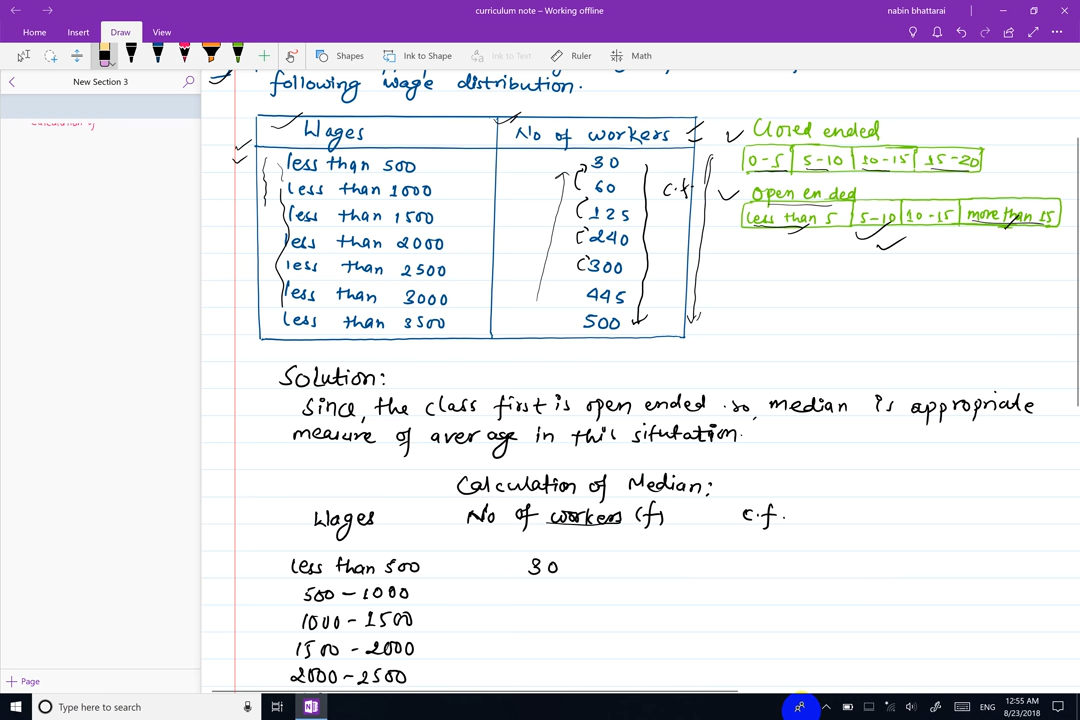 curriculum note – Working offline
nabin bhattarai
Home Insert Draw View
Shapes Ink to Shape Ink to Text Ruler Math
New Section 3
following wage distribution.
Wages No of workers
less than 500 30
less than 1000 60
less than 1500 125
less than 2000 240
less than 2500 300
less than 3000 445
less than 3500 500
c.f
Closed ended
0-5 5-10 10-15 15-20
open ended
less than 5 5-10 10-15 more than 15
Solution:
Since, the class first is open ended so, median is appropriate
measure of average in this situtation.
Calculation of Median:
Wages No of workers (f) c.f.
less than 500 30
500 - 1000
1000 - 1500
1500 - 2000
2000 - 2500
Page
Type here to search
ENG
12:55 AM
8/23/2018